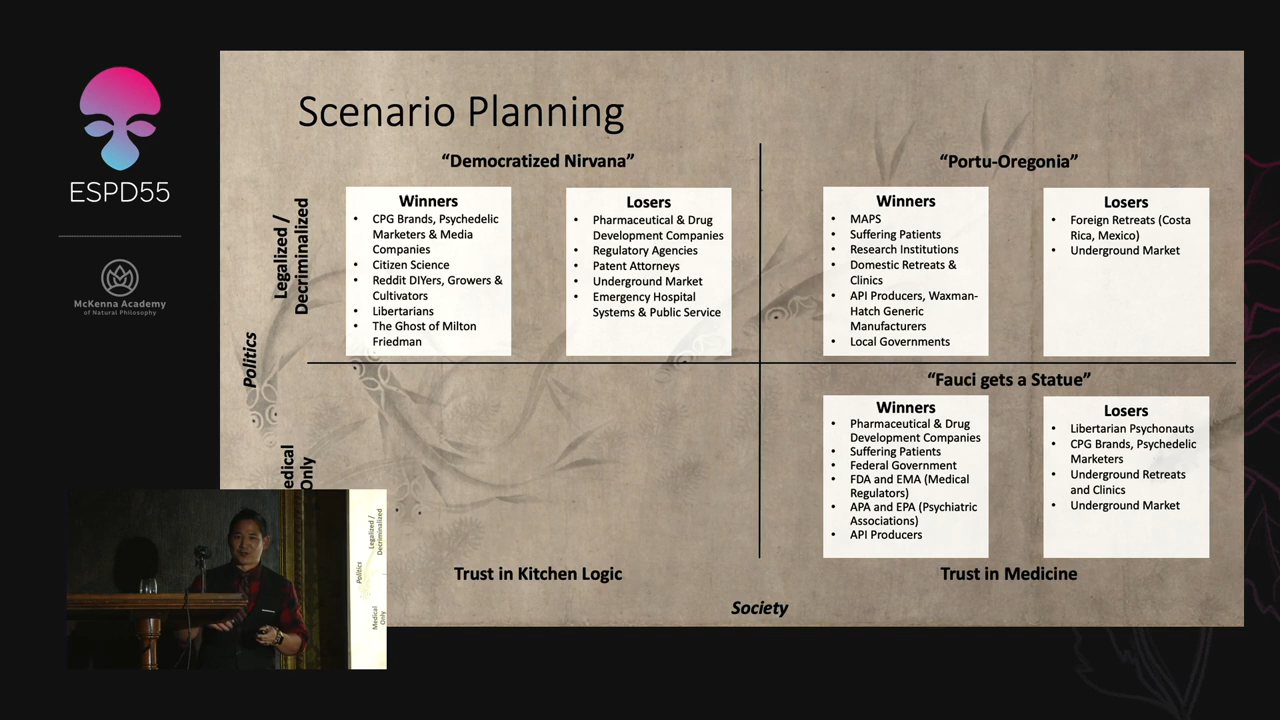 ESPD55
McKenna Academy
of Natural Philosophy
Scenario Planning
"Democratized Nirvana"
Winners
• CPG Brands, Psychedelic
Marketers & Media
Companies
• Citizen Science
• Reddit DIYers, Growers &
Cultivators
• Libertarians
• The Ghost of Milton
Friedman
Losers
• Pharmaceutical & Drug
Development Companies
• Regulatory Agencies
• Patent Attorneys
• Underground Market
• Emergency Hospital
Systems & Public Service
"Portu-Oregonia"
Winners
• MAPS
• Suffering Patients
• Research Institutions
• Domestic Retreats &
Clinics
• API Producers, Waxman-
Hatch Generic
Manufacturers
• Local Governments
Losers
• Foreign Retreats (Costa
Rica, Mexico)
• Underground Market
Legalized /
Decriminalized
Politics
edical
Only
"Fauci gets a Statue"
Winners
• Pharmaceutical & Drug
Development Companies
• Suffering Patients
• Federal Government
• FDA and EMA (Medical
Regulators)
• APA and EPA (Psychiatric
Associations)
• API Producers
Losers
• Libertarian Psychonauts
• CPG Brands, Psychedelic
Marketers
• Underground Retreats
and Clinics
• Underground Market
Trust in Kitchen Logic
Trust in Medicine
Society
Legalized /
Decriminalized
Politics
Medical
Only